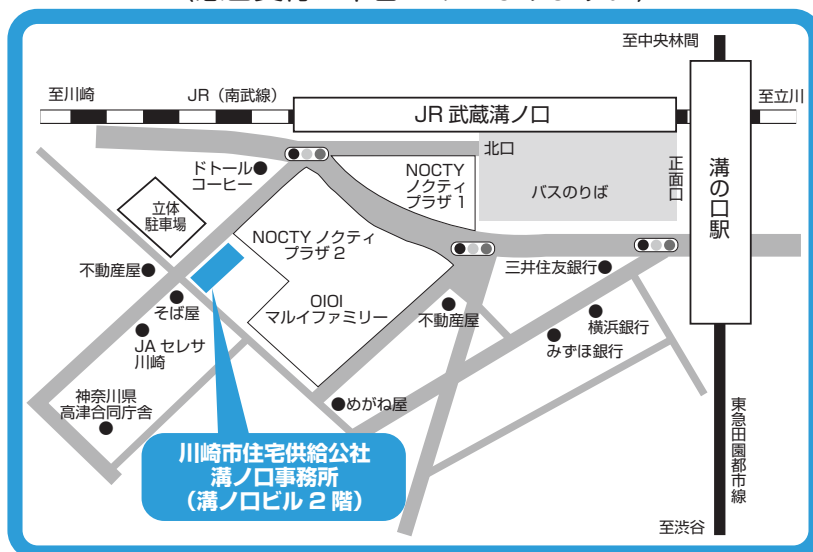 至中央林間
至川崎
JR（南武線）
至立川
JR 武蔵溝ノ口
北口
正面口
溝の口駅
ドトール
コーヒー
NOCTY
ノクティ
プラザ 1
バスのりば
立体
駐車場
NOCTY ノクティ
プラザ 2
不動産屋
三井住友銀行
そば屋
OIOI
マルイファミリー
不動産屋
横浜銀行
JA セレサ
川崎
みずほ銀行
神奈川県
高津合同庁舎
めがね屋
東急田園都市線
川崎市住宅供給公社
溝ノ口事務所
（溝ノ口ビル 2 階）
至渋谷